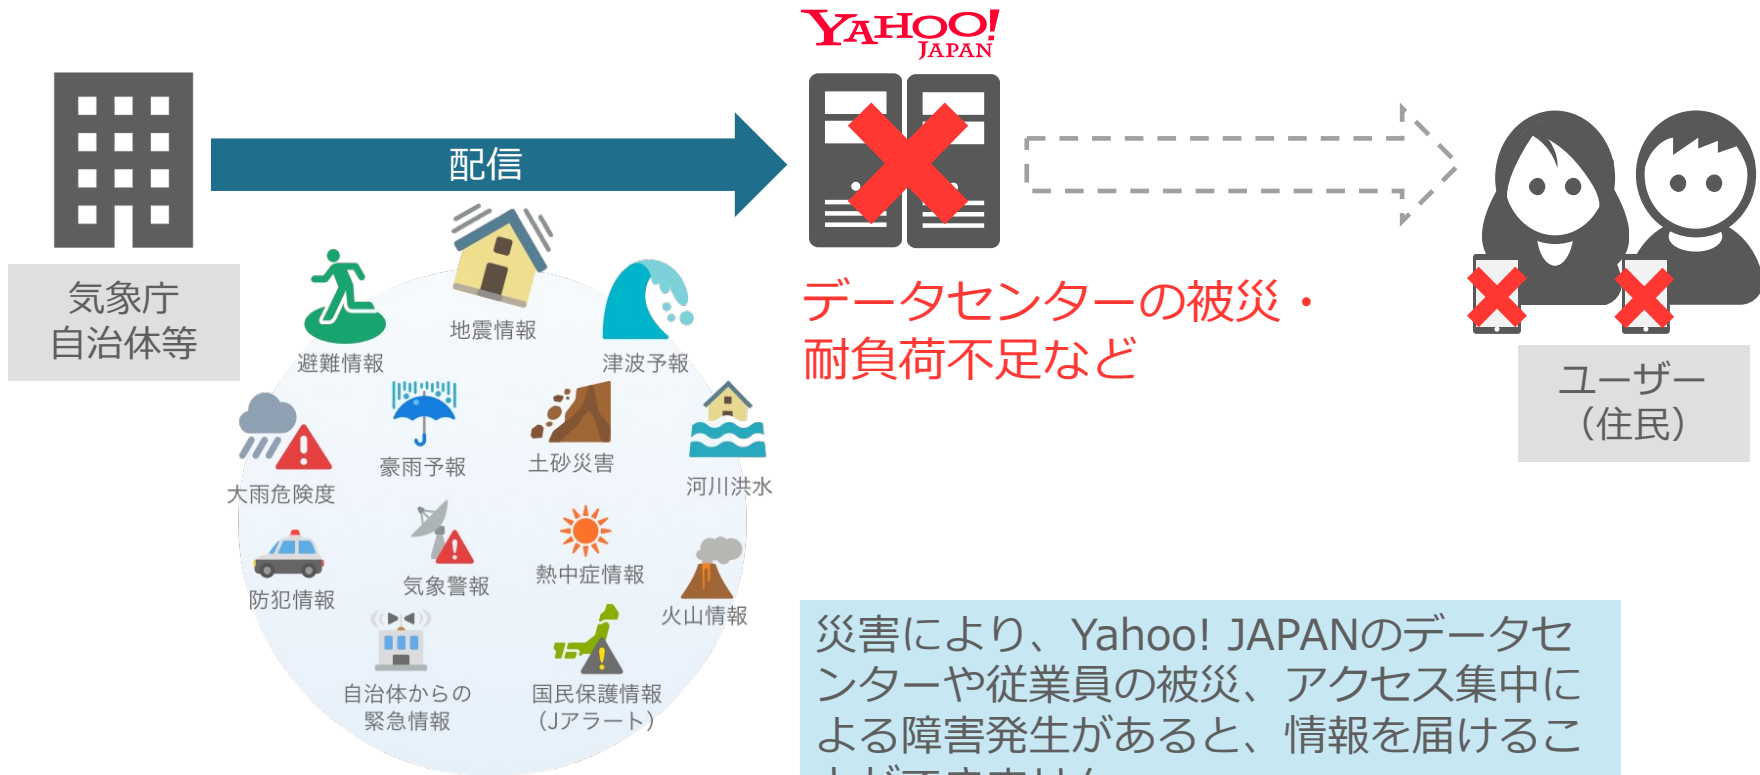 YAHOO!
JAPAN
配信
気象庁
自治体等
データセンターの被災・
耐負荷不足など
ユーザー
（住民）
地震情報
避難情報
津波予報
豪雨予報
土砂災害
大雨危険度
河川洪水
気象警報
熱中症情報
防犯情報
火山情報
自治体からの
緊急情報
国民保護情報
（Jアラート）
災害により、Yahoo! JAPANのデータセ
ンターや従業員の被災、アクセス集中に
よる障害発生があると、情報を届けるこ